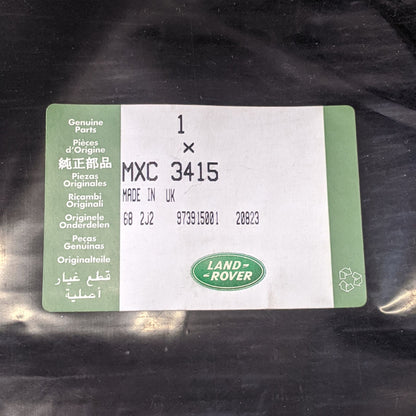 Genuine
Parts
Pièces
d'Origine
純正部品
Piezas
Originales
Ricambi
Originali
Originele
Onderdelen
Peças
Genuinas
Originalteile
قطع غيار
أصلية
1
×
MXC 3415
MADE IN UK
68 2J2 973915001 20823
LAND-
-ROVER